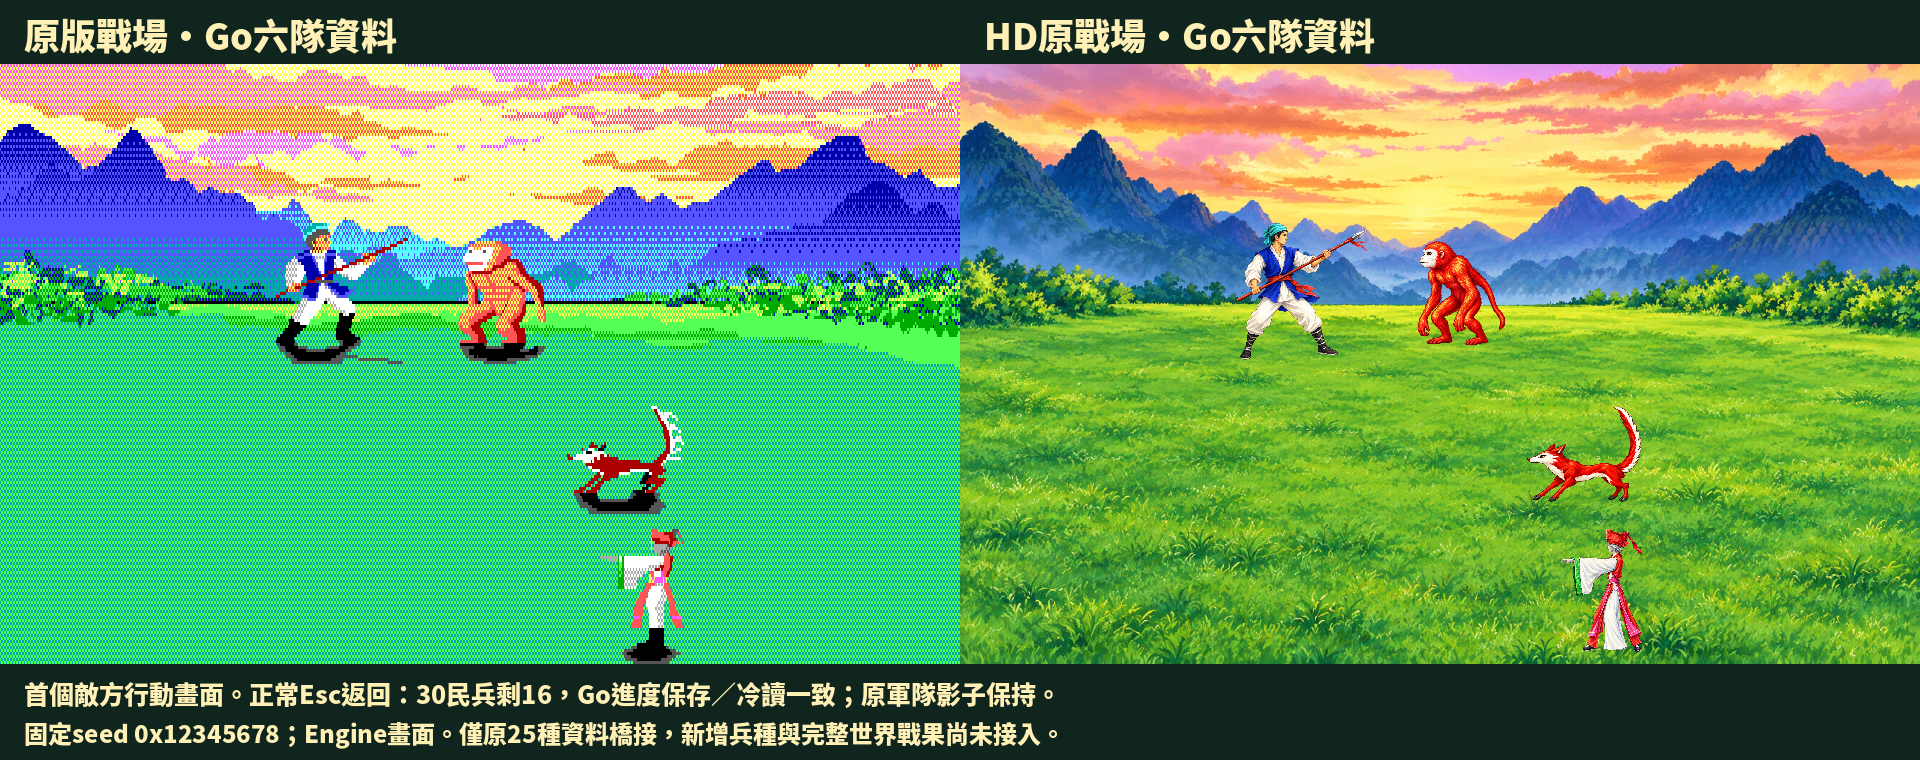 原版戰場・Go六隊資料
HD原戰場・Go六隊資料
首個敵方行動畫面。正常Esc返回：30民兵剩16，Go進度保存／冷讀一致；原軍隊影子保持。
固定seed 0x12345678；Engine畫面。僅原25種資料橋接，新增兵種與完整世界戰果尚未接入。